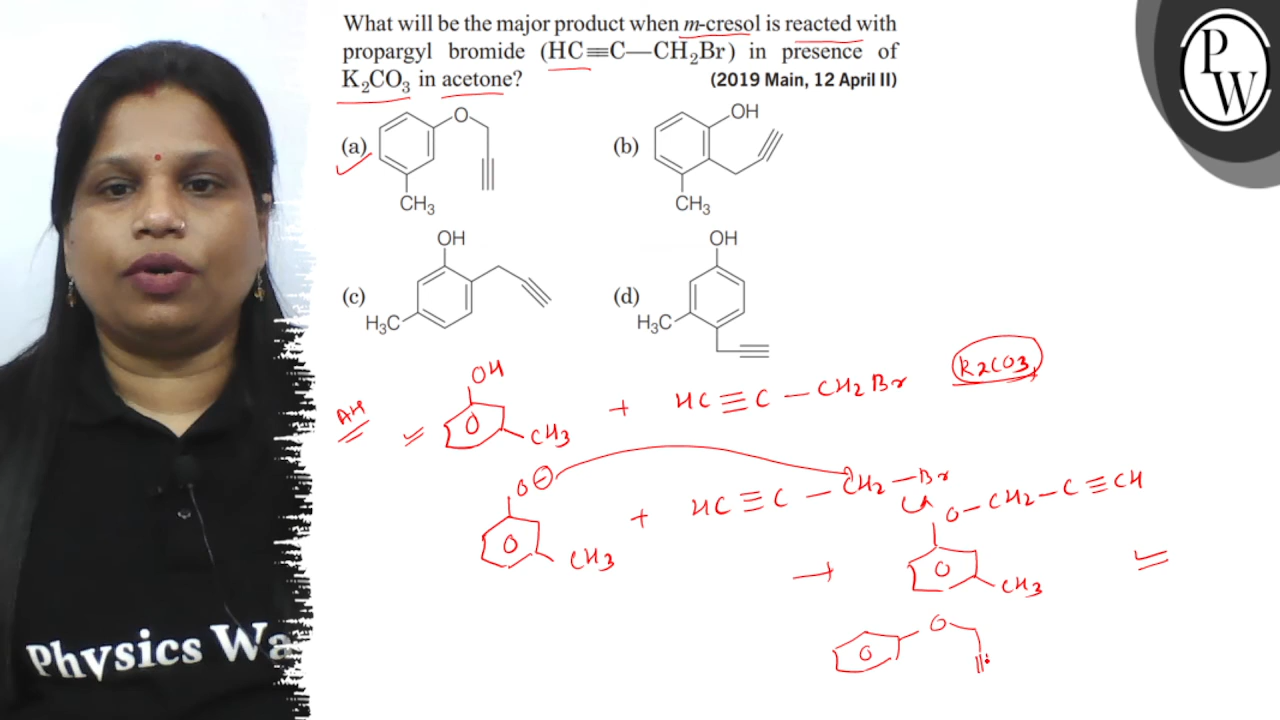 What will be the major product when m-cresol is reacted with
propargyl bromide (HC≡C—CH₂Br) in presence of
K₂CO₃ in acetone? (2019 Main, 12 April II)
(a) O CH₃
(b) OH CH₃
(c) OH H₃C
(d) OH H₃C
PW
OH + HC≡C—CH₂Br K₂CO₃
CH₃
O⊖ + HC≡C—CH₂—Br
CH₃
→ O—CH₂—C≡CH
CH₃
O
Physics Wa